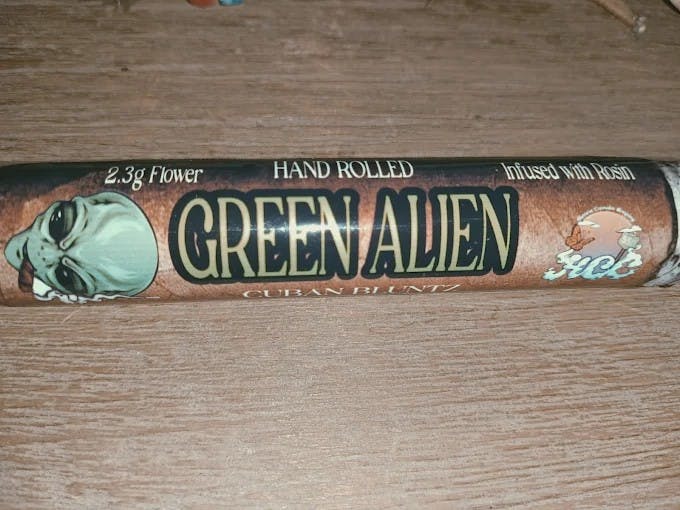 2.3g Flower
HAND ROLLED
Infused with Rosin
GREEN ALIEN
CUBAN BLUNTZ